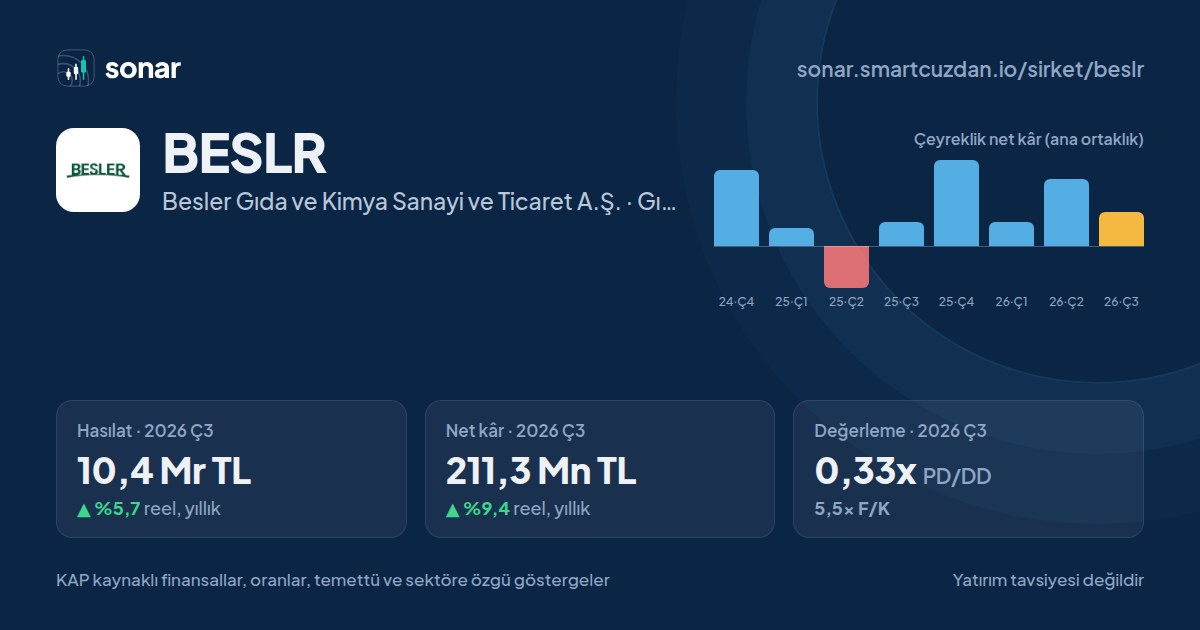 sonar
sonar.smartcuzdan.io/sirket/beslr
BESLER
BESLR
Besler Gıda ve Kimya Sanayi ve Ticaret A.Ş. · Gı...
Çeyreklik net kâr (ana ortaklık)
24·Ç4 25·Ç1 25·Ç2 25·Ç3 25·Ç4 26·Ç1 26·Ç2 26·Ç3
Hasılat · 2026 Ç3
10,4 Mr TL
▲ %5,7 reel, yıllık
Net kâr · 2026 Ç3
211,3 Mn TL
▲ %9,4 reel, yıllık
Değerleme · 2026 Ç3
0,33x PD/DD
5,5× F/K
KAP kaynaklı finansallar, oranlar, temettü ve sektöre özgü göstergeler
Yatırım tavsiyesi değildir